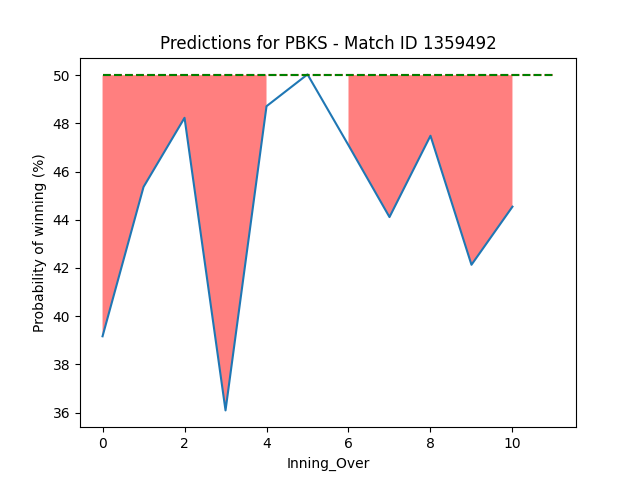 Predictions for PBKS - Match ID 1359492
50
48
46
44
42
40
38
36
Probability of winning (%)
0 2 4 6 8 10
Inning_Over